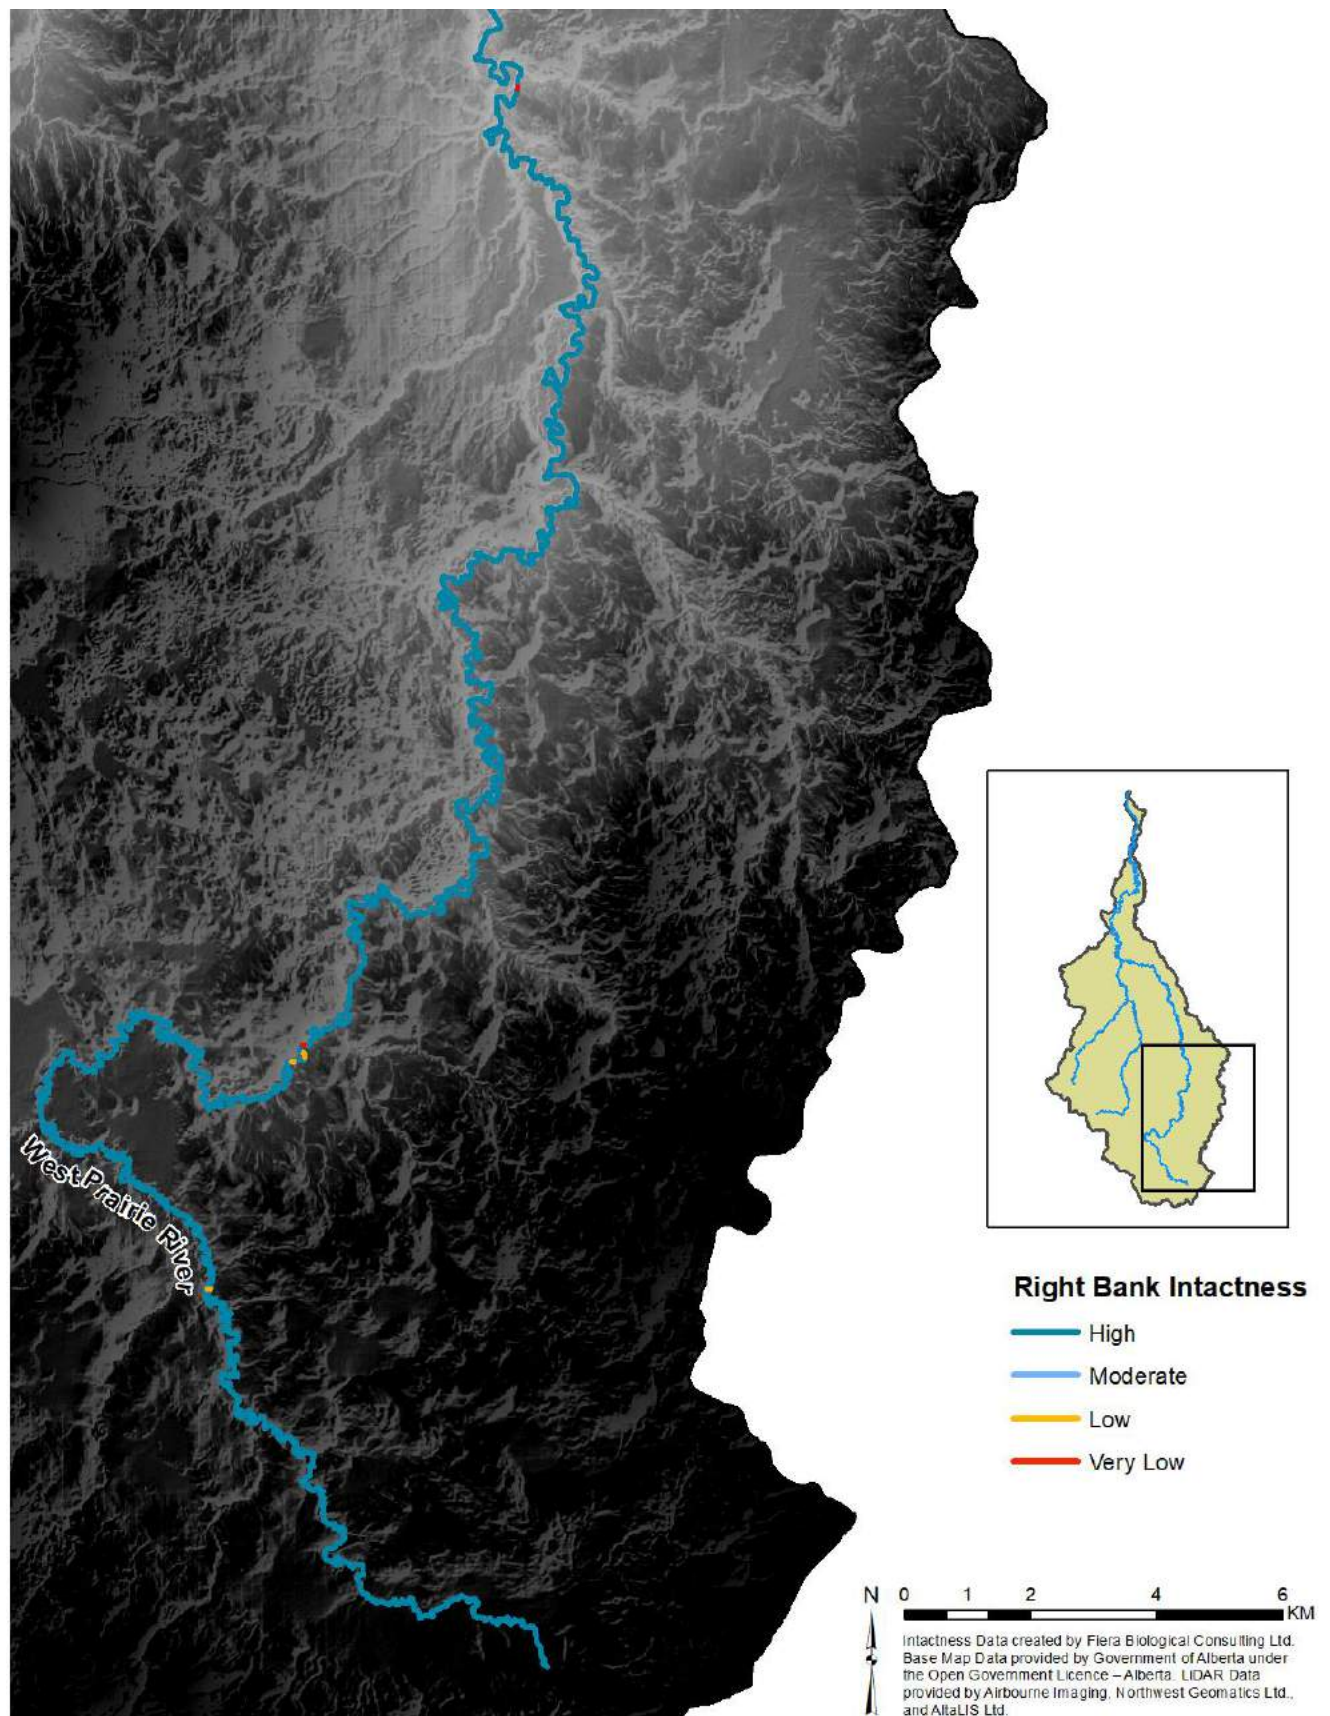 West Prairie River
Right Bank Intactness
High
Moderate
Low
Very Low
N
0 1 2 4 6
KM
Intactness Data created by Fiera Biological Consulting Ltd.
Base Map Data provided by Government of Alberta under
the Open Government Licence – Alberta. LiDAR Data
provided by Airbourne Imaging, Northwest Geomatics Ltd.,
and AltaLIS Ltd.